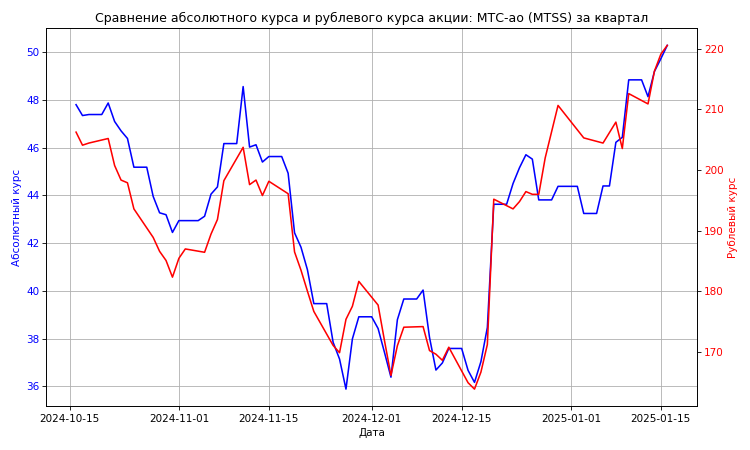 Сравнение абсолютного курса и рублевого курса акции: МТС-ао (MTSS) за квартал
50
48
46
44
42
40
38
36
Абсолютный курс
220
210
200
190
180
170
Рублевый курс
2024-10-15 2024-11-01 2024-11-15 2024-12-01 2024-12-15 2025-01-01 2025-01-15
Дата